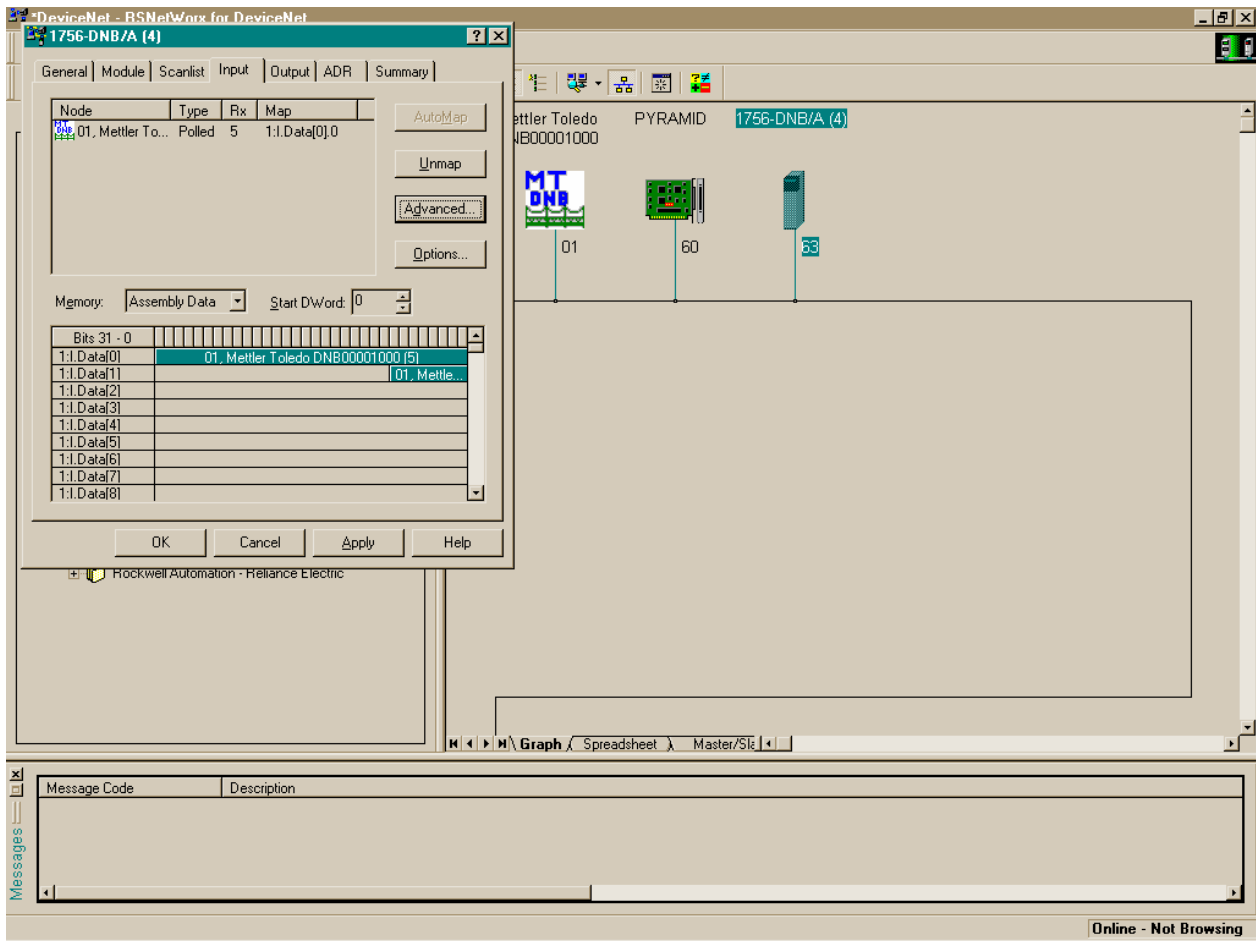 *DeviceNet - RSNetWorx for DeviceNet
1756-DNB/A (4)
General Module Scanlist Input Output ADR Summary
Node Type Rx Map
01, Mettler To... Polled 5 1:I.Data[0].0
AutoMap
Unmap
Advanced...
Options...
Memory: Assembly Data Start DWord: 0
Bits 31 - 0
1:I.Data[0] 01, Mettler Toledo DNB00001000 (5)
1:I.Data[1] 01, Mettle...
1:I.Data[2]
1:I.Data[3]
1:I.Data[4]
1:I.Data[5]
1:I.Data[6]
1:I.Data[7]
1:I.Data[8]
OK Cancel Apply Help
Rockwell Automation - Reliance Electric
ettler Toledo PYRAMID 1756-DNB/A (4)
NB00001000
MT
DNB
01 60 63
Graph Spreadsheet Master/Sla
Message Code Description
Messages
Online - Not Browsing